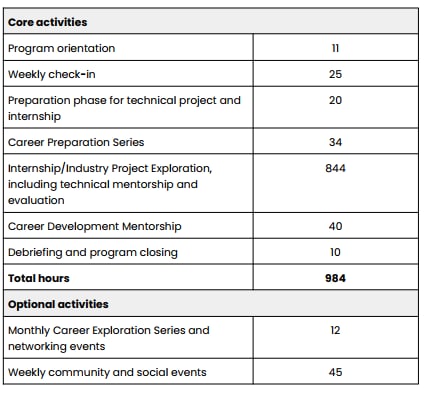 Core activities
Program orientation 11
Weekly check-in 25
Preparation phase for technical project and 20
internship
Career Preparation Series 34
Internship/Industry Project Exploration, 844
including technical mentorship and
evaluation
Career Development Mentorship 40
Debriefing and program closing 10
Total hours 984
Optional activities
Monthly Career Exploration Series and 12
networking events
Weekly community and social events 45